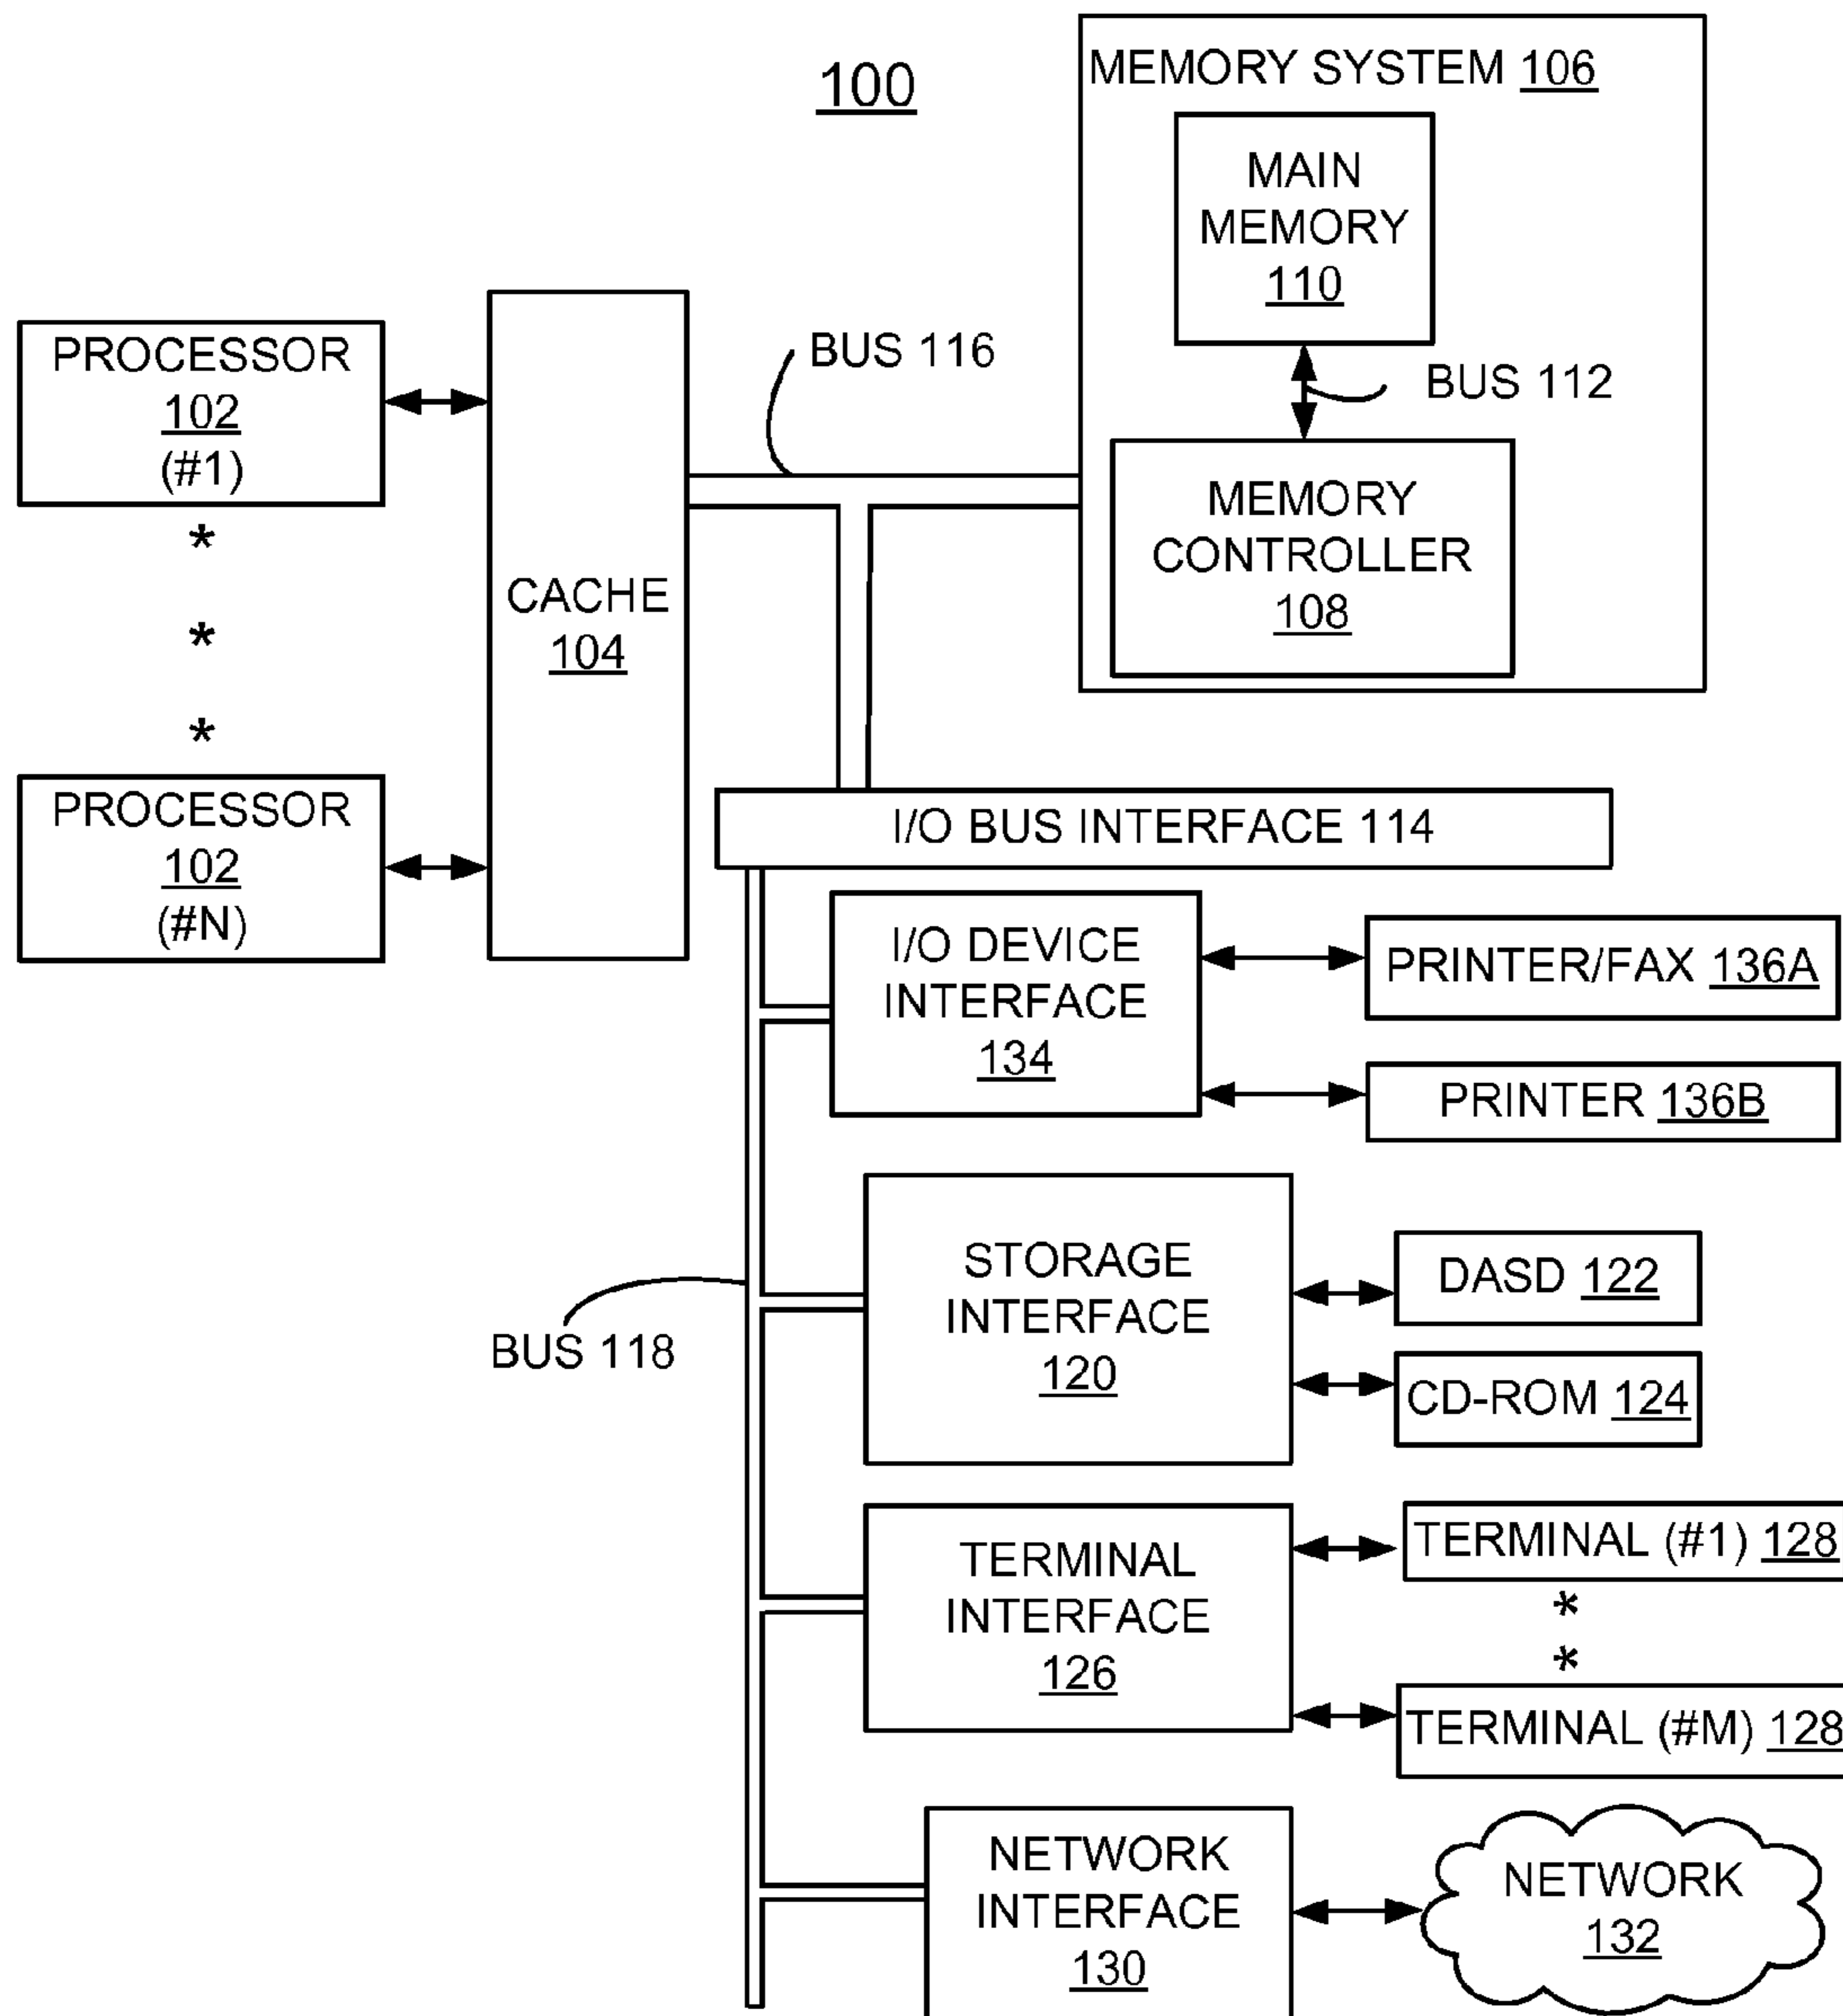 100
MEMORY SYSTEM 106
MAIN
MEMORY
110
BUS 112
MEMORY
CONTROLLER
108
PROCESSOR
102
(#1)
*
*
*
PROCESSOR
102
(#N)
CACHE
104
BUS 116
I/O BUS INTERFACE 114
I/O DEVICE
INTERFACE
134
PRINTER/FAX 136A
PRINTER 136B
BUS 118
STORAGE
INTERFACE
120
DASD 122
CD-ROM 124
TERMINAL
INTERFACE
126
TERMINAL (#1) 128
*
*
TERMINAL (#M) 128
NETWORK
INTERFACE
130
NETWORK
132